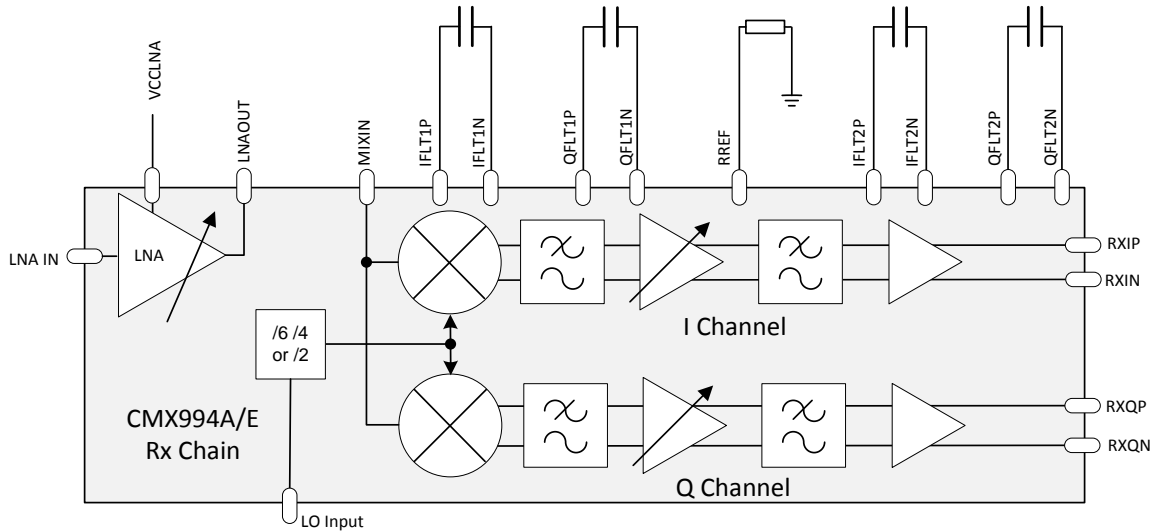 VCCLNA
LNAOUT
MIXIN
IFLT1P
IFLT1N
QFLT1P
QFLT1N
RREF
IFLT2P
IFLT2N
QFLT2P
QFLT2N
LNA IN
LNA
RXIP
RXIN
I Channel
/6 /4
or /2
CMX994A/E
Rx Chain
RXQP
RXQN
Q Channel
LO Input